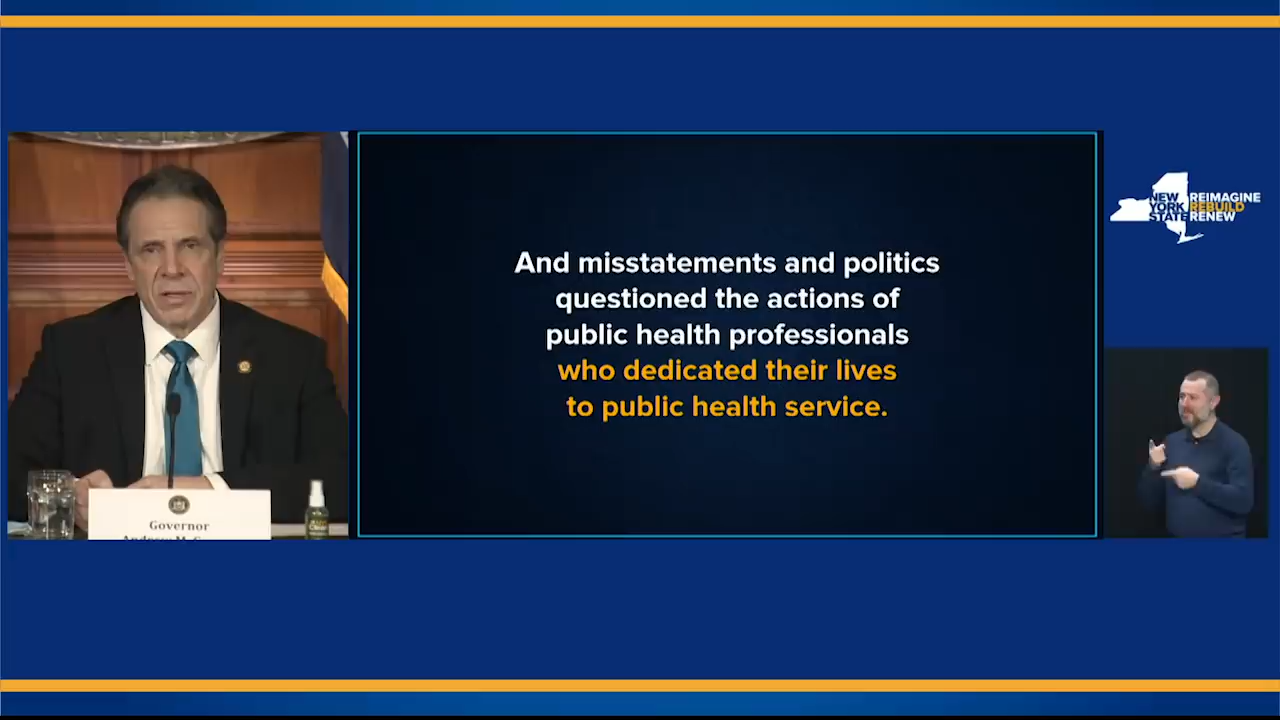 And misstatements and politics
questioned the actions of
public health professionals
who dedicated their lives
to public health service.
NEW
YORK
STATE
REIMAGINE
REBUILD
RENEW
Governor